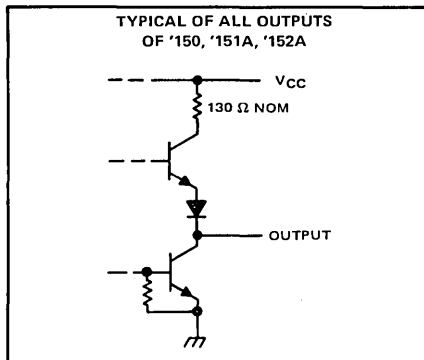 TYPICAL OF ALL OUTPUTS
OF '150, '151A, '152A
VCC
130 Ω NOM
OUTPUT